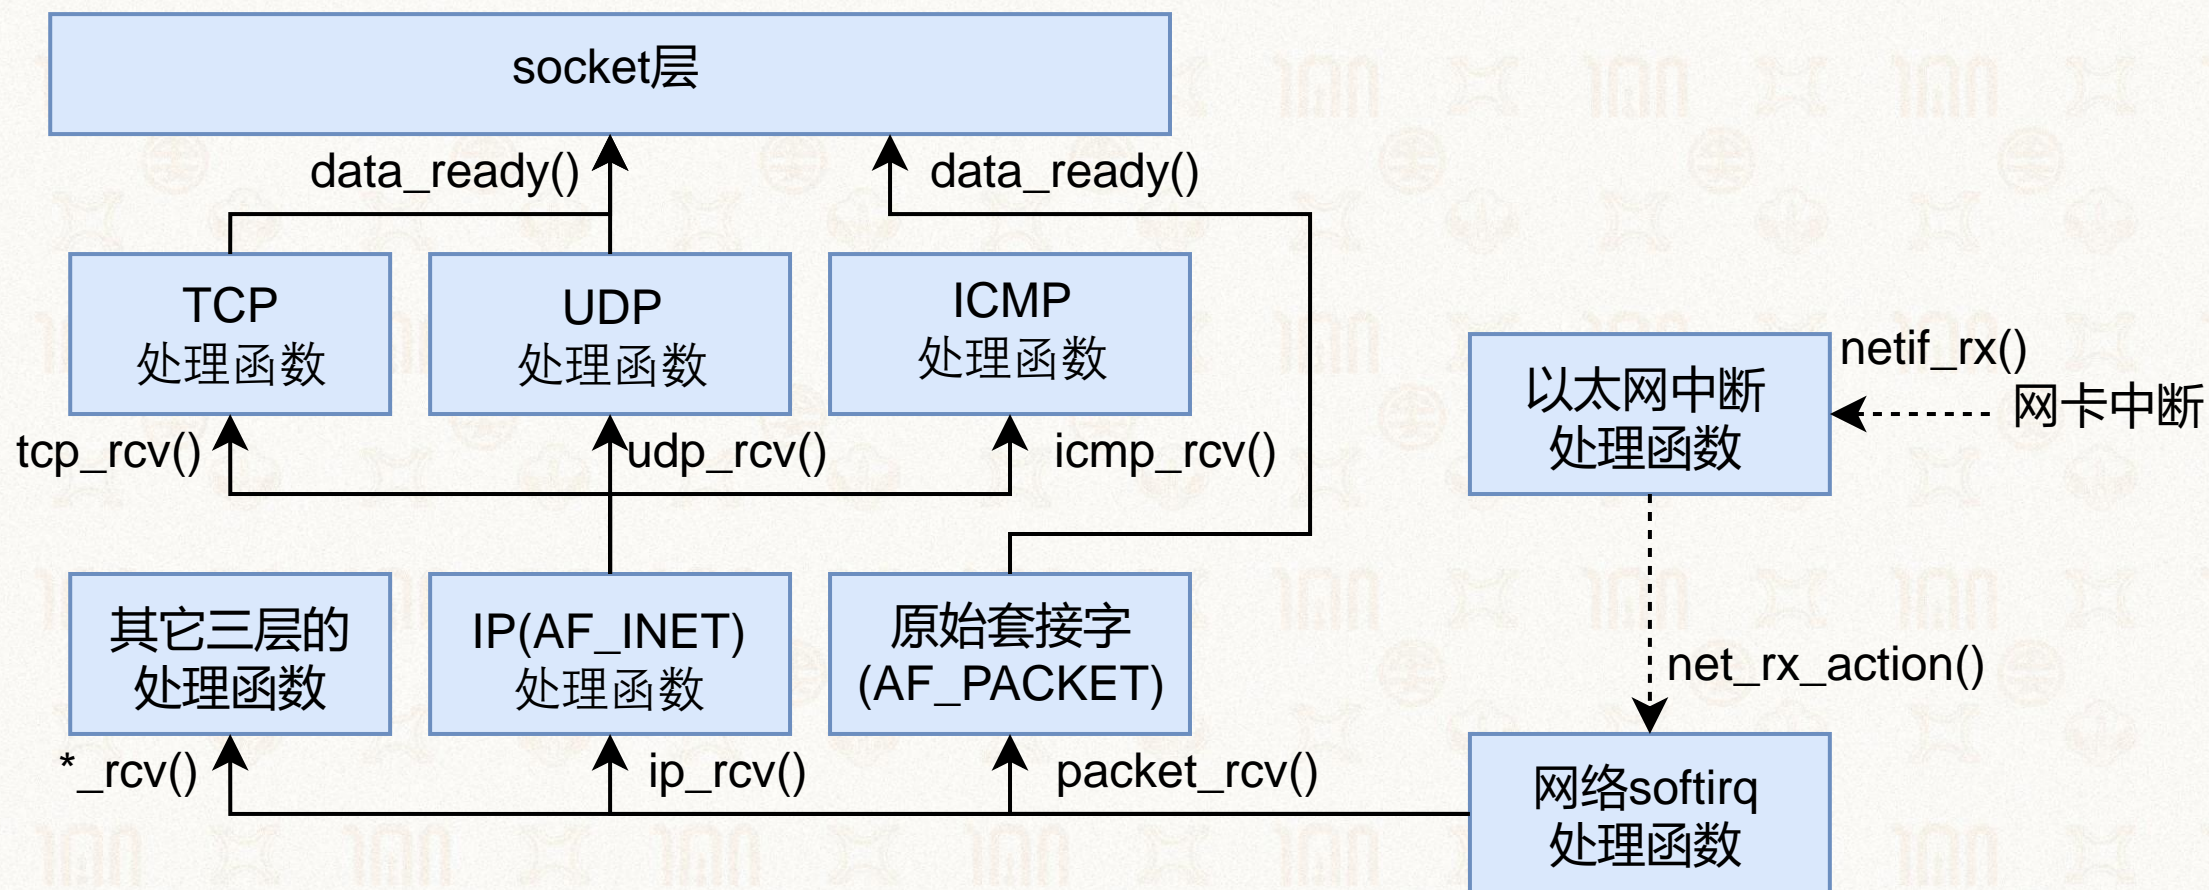 socket层
data_ready()
data_ready()
TCP
处理函数
UDP
处理函数
ICMP
处理函数
netif_rx()
以太网中断
处理函数
网卡中断
tcp_rcv()
udp_rcv()
icmp_rcv()
其它三层的
处理函数
IP(AF_INET)
处理函数
原始套接字
(AF_PACKET)
net_rx_action()
*_rcv()
ip_rcv()
packet_rcv()
网络softirq
处理函数